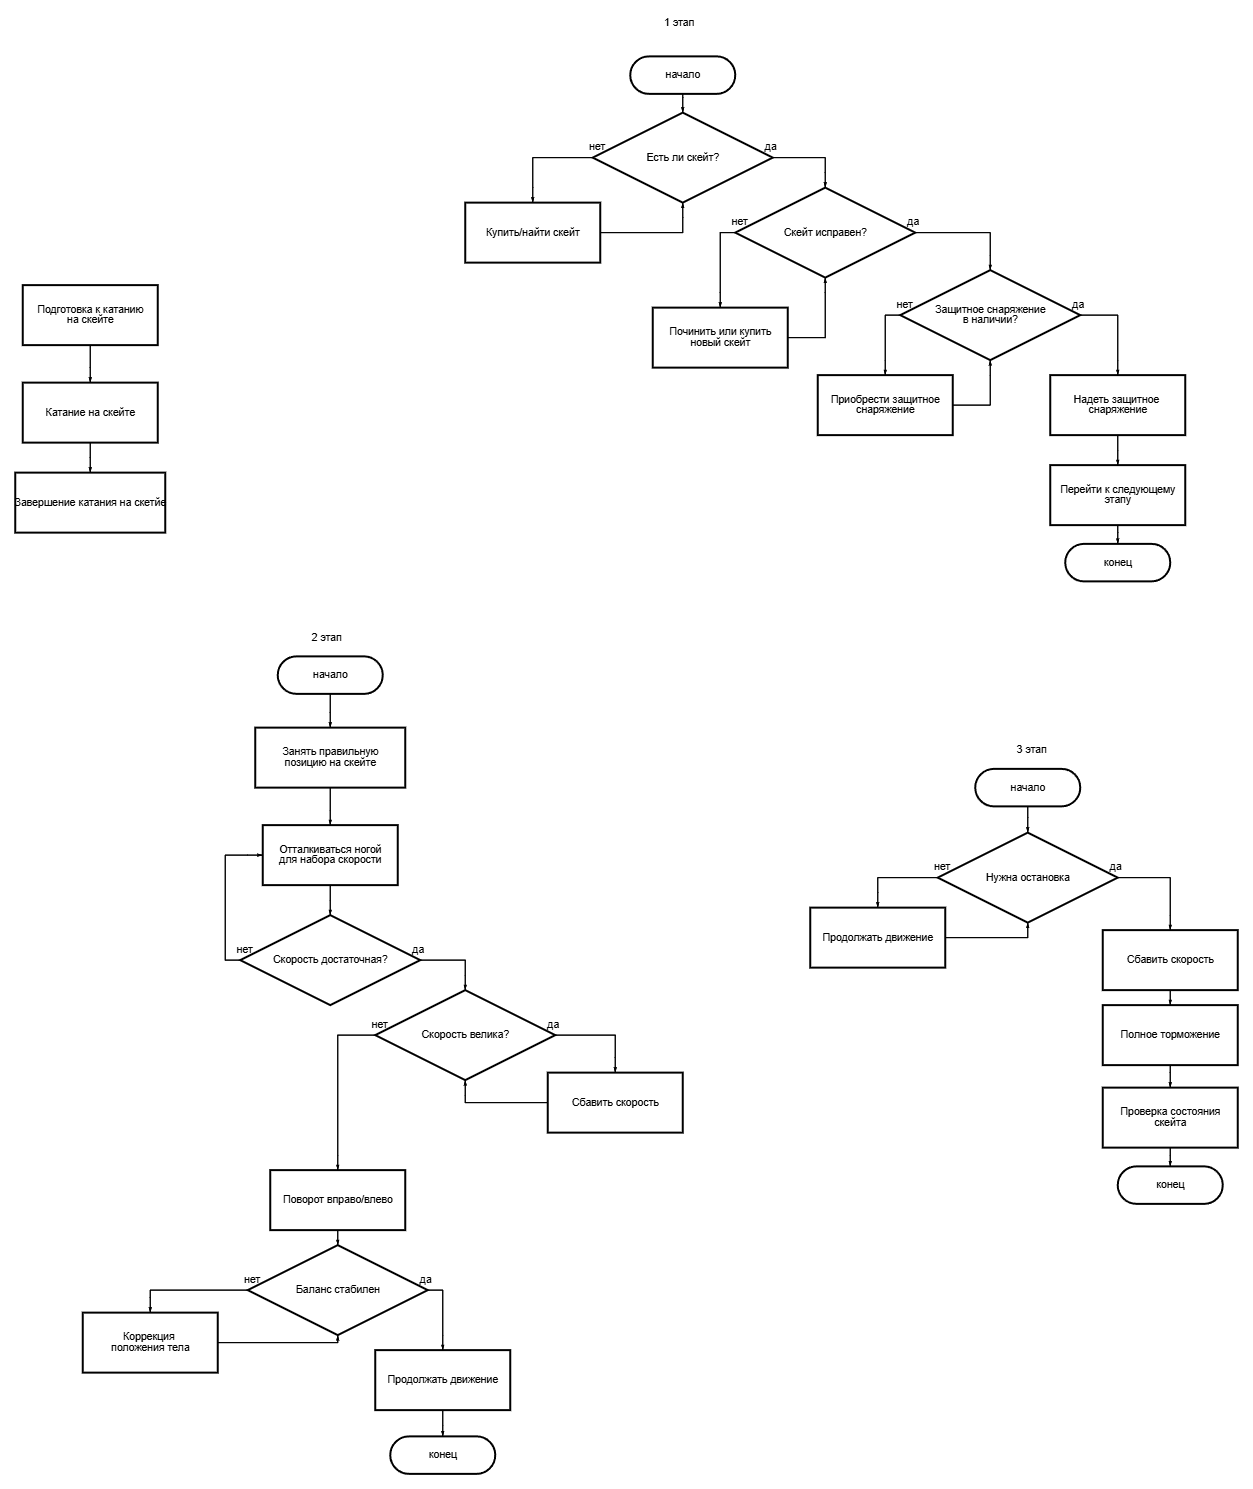 1 этап
начало
Есть ли скейт?
нет
да
Купить/найти скейт
Скейт исправен?
нет
да
Починить или купить
новый скейт
Защитное снаряжение
в наличии?
нет
да
Приобрести защитное
снаряжение
Надеть защитное
снаряжение
Перейти к следующему
этапу
конец
Подготовка к катанию
на скейте
Катание на скейте
Завершение катания на скетйе
2 этап
начало
Занять правильную
позицию на скейте
Отталкиваться ногой
для набора скорости
Скорость достаточная?
нет
да
Скорость велика?
нет
да
Сбавить скорость
Поворот вправо/влево
Баланс стабилен
нет
да
Коррекция
положения тела
Продолжать движение
конец
3 этап
начало
Нужна остановка
нет
да
Продолжать движение
Сбавить скорость
Полное торможение
Проверка состояния
скейта
конец